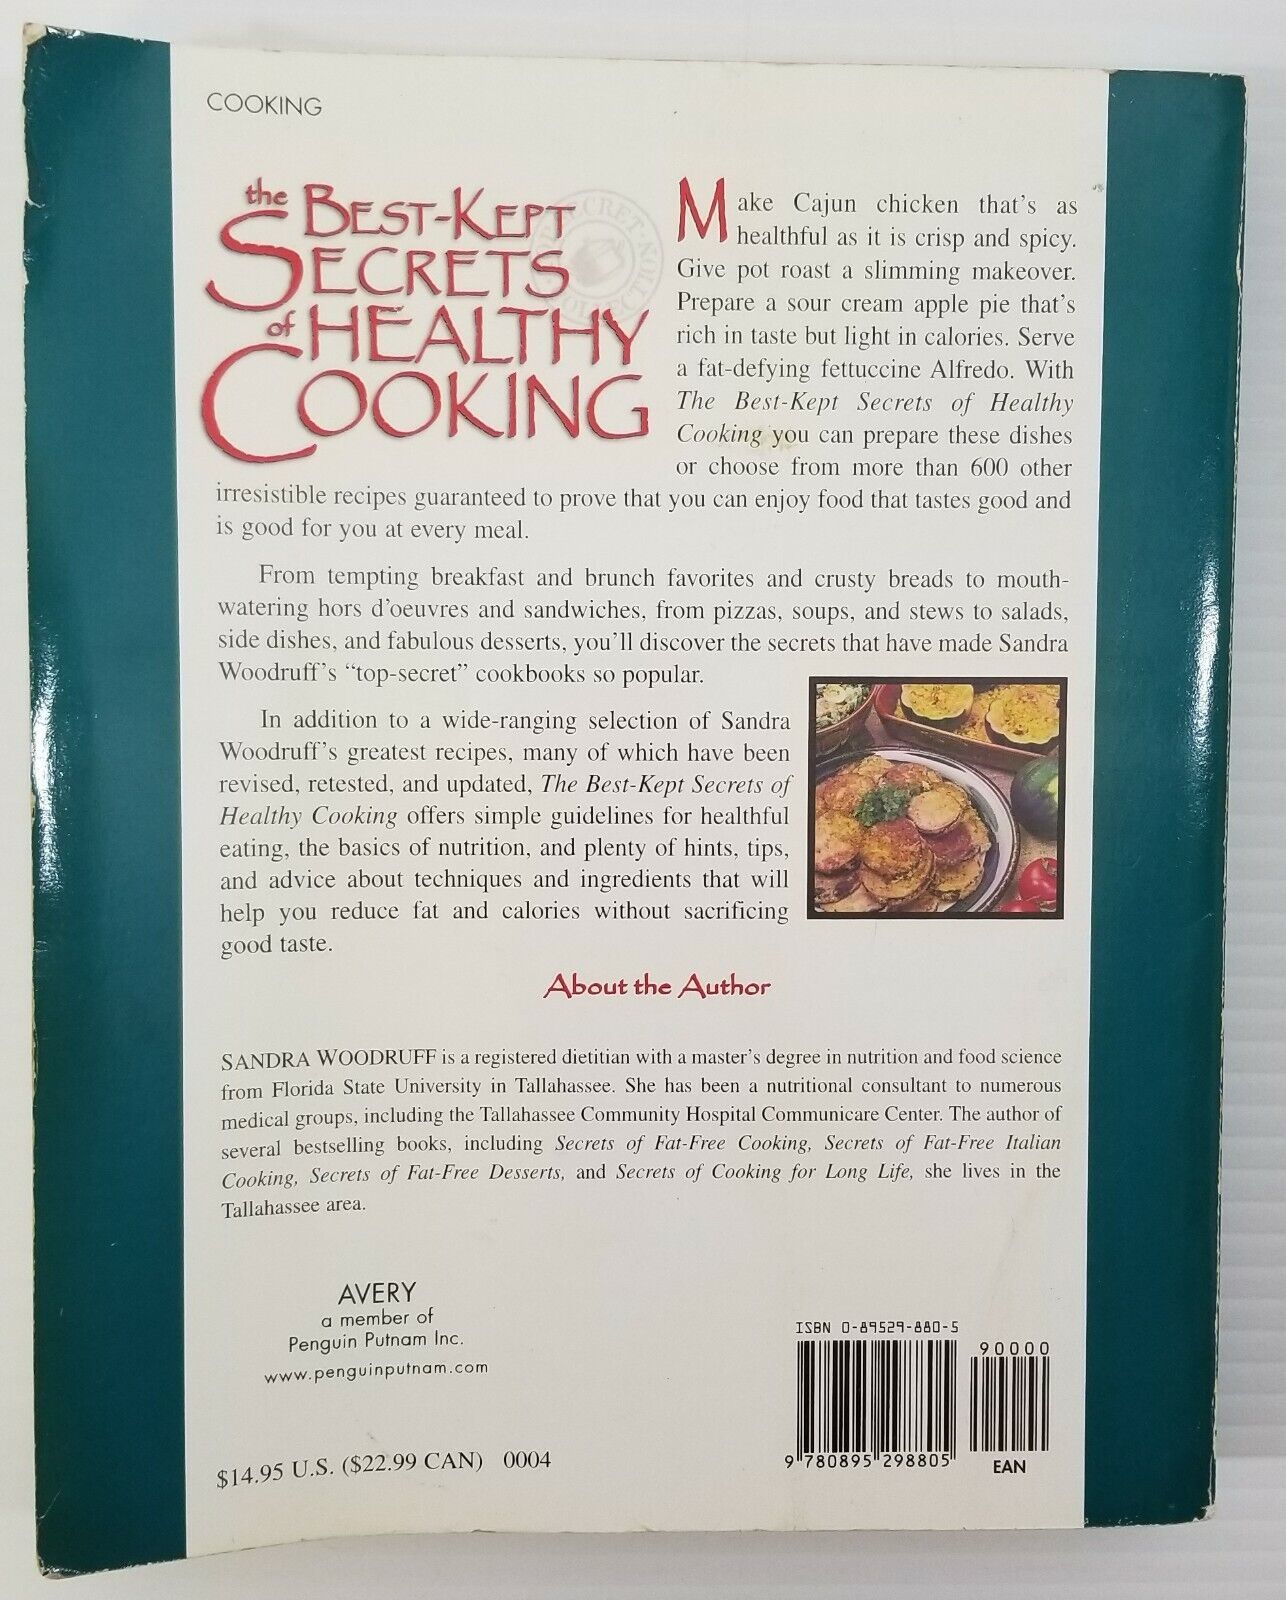 COOKING
the BEST-KEPT
SECRETS
of HEALTHY
COOKING
Make Cajun chicken that's as
healthful as it is crisp and spicy.
Give pot roast a slimming makeover.
Prepare a sour cream apple pie that's
rich in taste but light in calories. Serve
a fat-defying fettuccine Alfredo. With
The Best-Kept Secrets of Healthy
Cooking you can prepare these dishes
or choose from more than 600 other
irresistible recipes guaranteed to prove that you can enjoy food that tastes good and
is good for you at every meal.
From tempting breakfast and brunch favorites and crusty breads to mouth-
watering hors d'oeuvres and sandwiches, from pizzas, soups, and stews to salads,
side dishes, and fabulous desserts, you'll discover the secrets that have made Sandra
Woodruff's "top-secret" cookbooks so popular.
In addition to a wide-ranging selection of Sandra
Woodruff's greatest recipes, many of which have been
revised, retested, and updated, The Best-Kept Secrets of
Healthy Cooking offers simple guidelines for healthful
eating, the basics of nutrition, and plenty of hints, tips,
and advice about techniques and ingredients that will
help you reduce fat and calories without sacrificing
good taste.
About the Author
SANDRA WOODRUFF is a registered dietitian with a master's degree in nutrition and food science
from Florida State University in Tallahassee. She has been a nutritional consultant to numerous
medical groups, including the Tallahassee Community Hospital Communicare Center. The author of
several bestselling books, including Secrets of Fat-Free Cooking, Secrets of Fat-Free Italian
Cooking, Secrets of Fat-Free Desserts, and Secrets of Cooking for Long Life, she lives in the
Tallahassee area.
AVERY
a member of
Penguin Putnam Inc.
www.penguinputnam.com
$14.95 U.S. ($22.99 CAN) 0004
ISBN 0-89529-880-5
90000
9 780895 298805
EAN